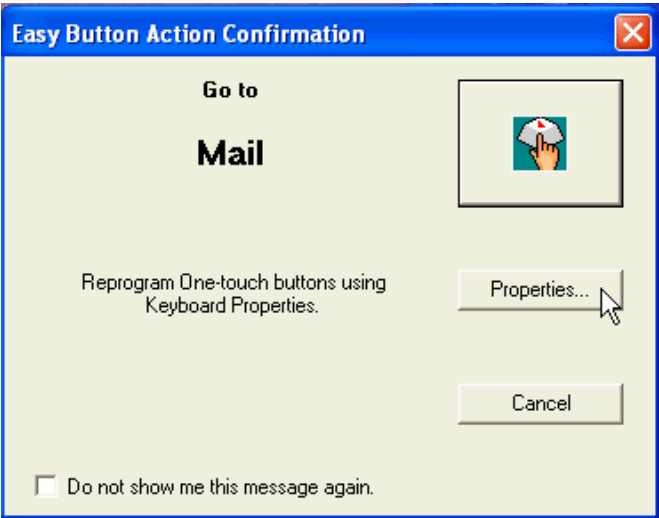 Easy Button Action Confirmation
Go to
Mail
Reprogram One-touch buttons using
Keyboard Properties.
Properties...
Cancel
Do not show me this message again.